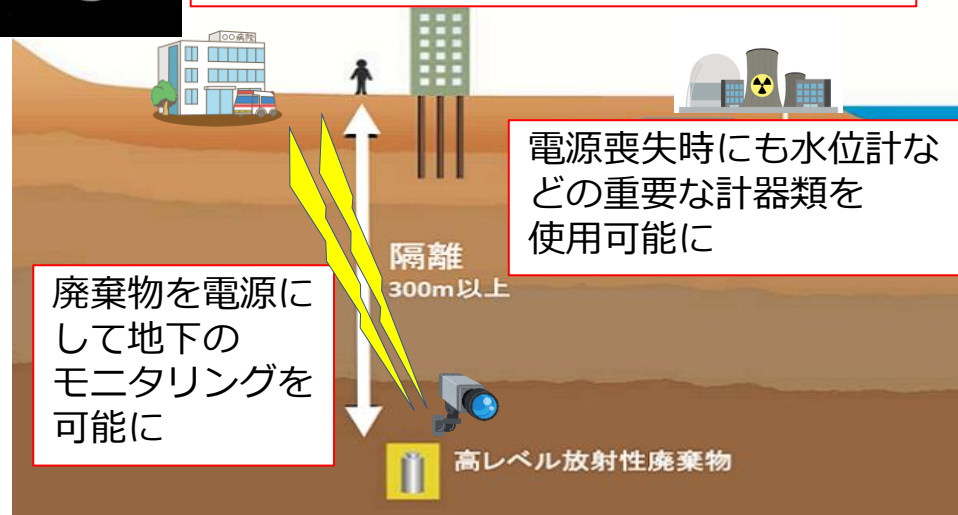 〇〇病院
電源喪失時にも水位計な
どの重要な計器類を
使用可能に
隔離
300m以上
廃棄物を電源に
して地下の
モニタリングを
可能に
高レベル放射性廃棄物